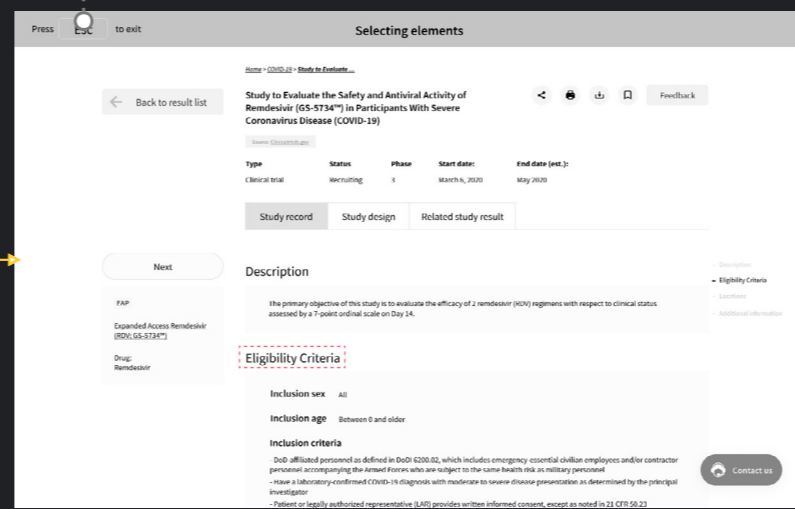 Press ESC to exit
Selecting elements
Home > COVID-19 > Study to Evaluate ...
Back to result list
Study to Evaluate the Safety and Antiviral Activity of
Remdesivir (GS-5734™) in Participants With Severe
Coronavirus Disease (COVID-19)
Feedback
Source: ClinicalTrials.gov
Type Status Phase Start date: End date (est.):
Clinical trial Recruiting 3 March 6, 2020 May 2020
Study record Study design Related study result
Next
Description
The primary objective of this study is to evaluate the efficacy of 2 remdesivir (RDV) regimens with respect to clinical status
assessed by a 7-point ordinal scale on Day 14.
EAP
Expanded Access Remdesivir
(RDV; GS-5734™)
Drug:
Remdesivir
Description
Eligibility Criteria
Locations
Additional information
Eligibility Criteria
Inclusion sex All
Inclusion age Between 0 and older
Inclusion criteria
- DoD-affiliated personnel as defined in DoDI 6200.02, which includes emergency-essential civilian employees and/or contractor
personnel accompanying the Armed Forces who are subject to the same health risk as military personnel
- Have a laboratory-confirmed COVID-19 diagnosis with moderate to severe disease presentation as determined by the principal
investigator
- Patient or legally authorized representative (LAR) provides written informed consent, except as noted in 21 CFR 50.23
Contact us